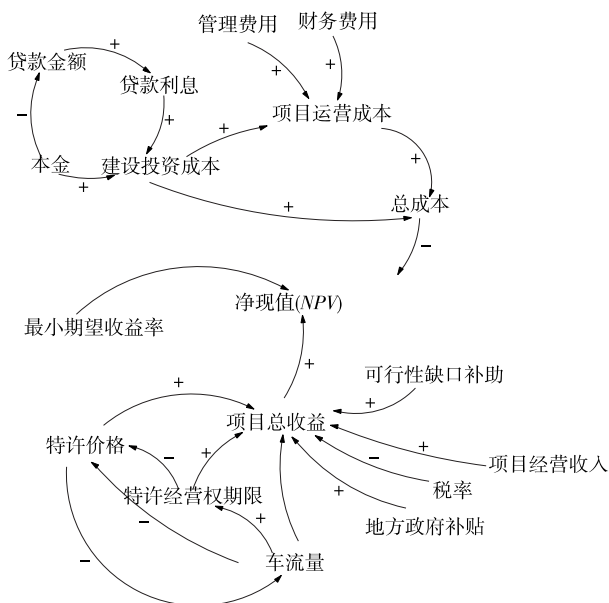 管理费用
财务费用
贷款金额
+
贷款利息
+
+
项目运营成本
−
+
+
本金
+
建设投资成本
+
+
总成本
−
净现值(NPV)
最小期望收益率
+
可行性缺口补助
+
+
项目总收益
特许价格
−
+
−
+
项目经营收入
特许经营权期限
+
税率
−
+
地方政府补贴
−
车流量